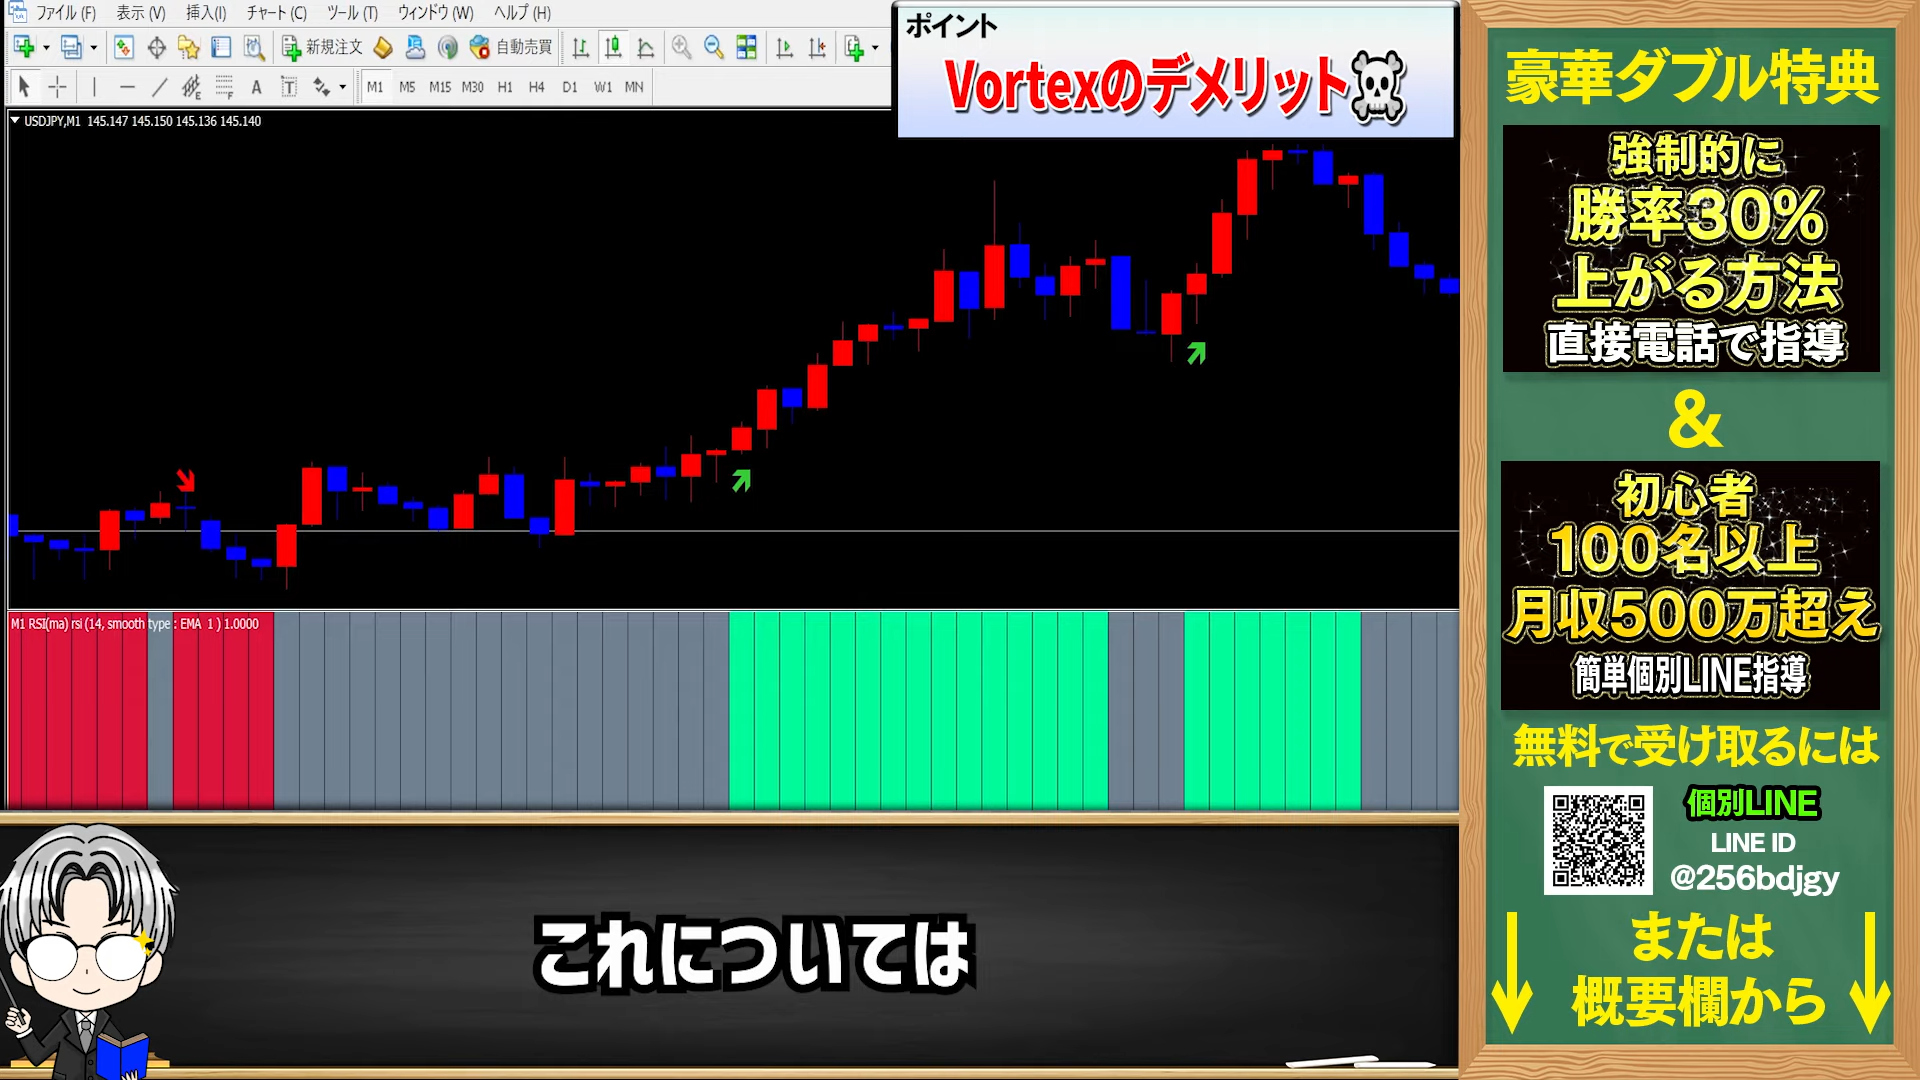 ファイル (F) 表示 (V) 挿入(I) チャート (C) ツール (T) ウィンドウ (W) ヘルプ (H)
新規注文 自動売買
A T M1 M5 M15 M30 H1 H4 D1 W1 MN
USDJPY,M1 145.147 145.150 145.136 145.140
ポイント
Vortexのデメリット
M1 RSI(ma) rsi (14, smooth type : EMA 1 ) 1.0000
これについては
豪華ダブル特典
強制的に
勝率30%
上がる方法
直接電話で指導
&
初心者
100名以上
月収500万超え
簡単個別LINE指導
無料で受け取るには
個別LINE
LINE ID
@256bdjgy
または
概要欄から